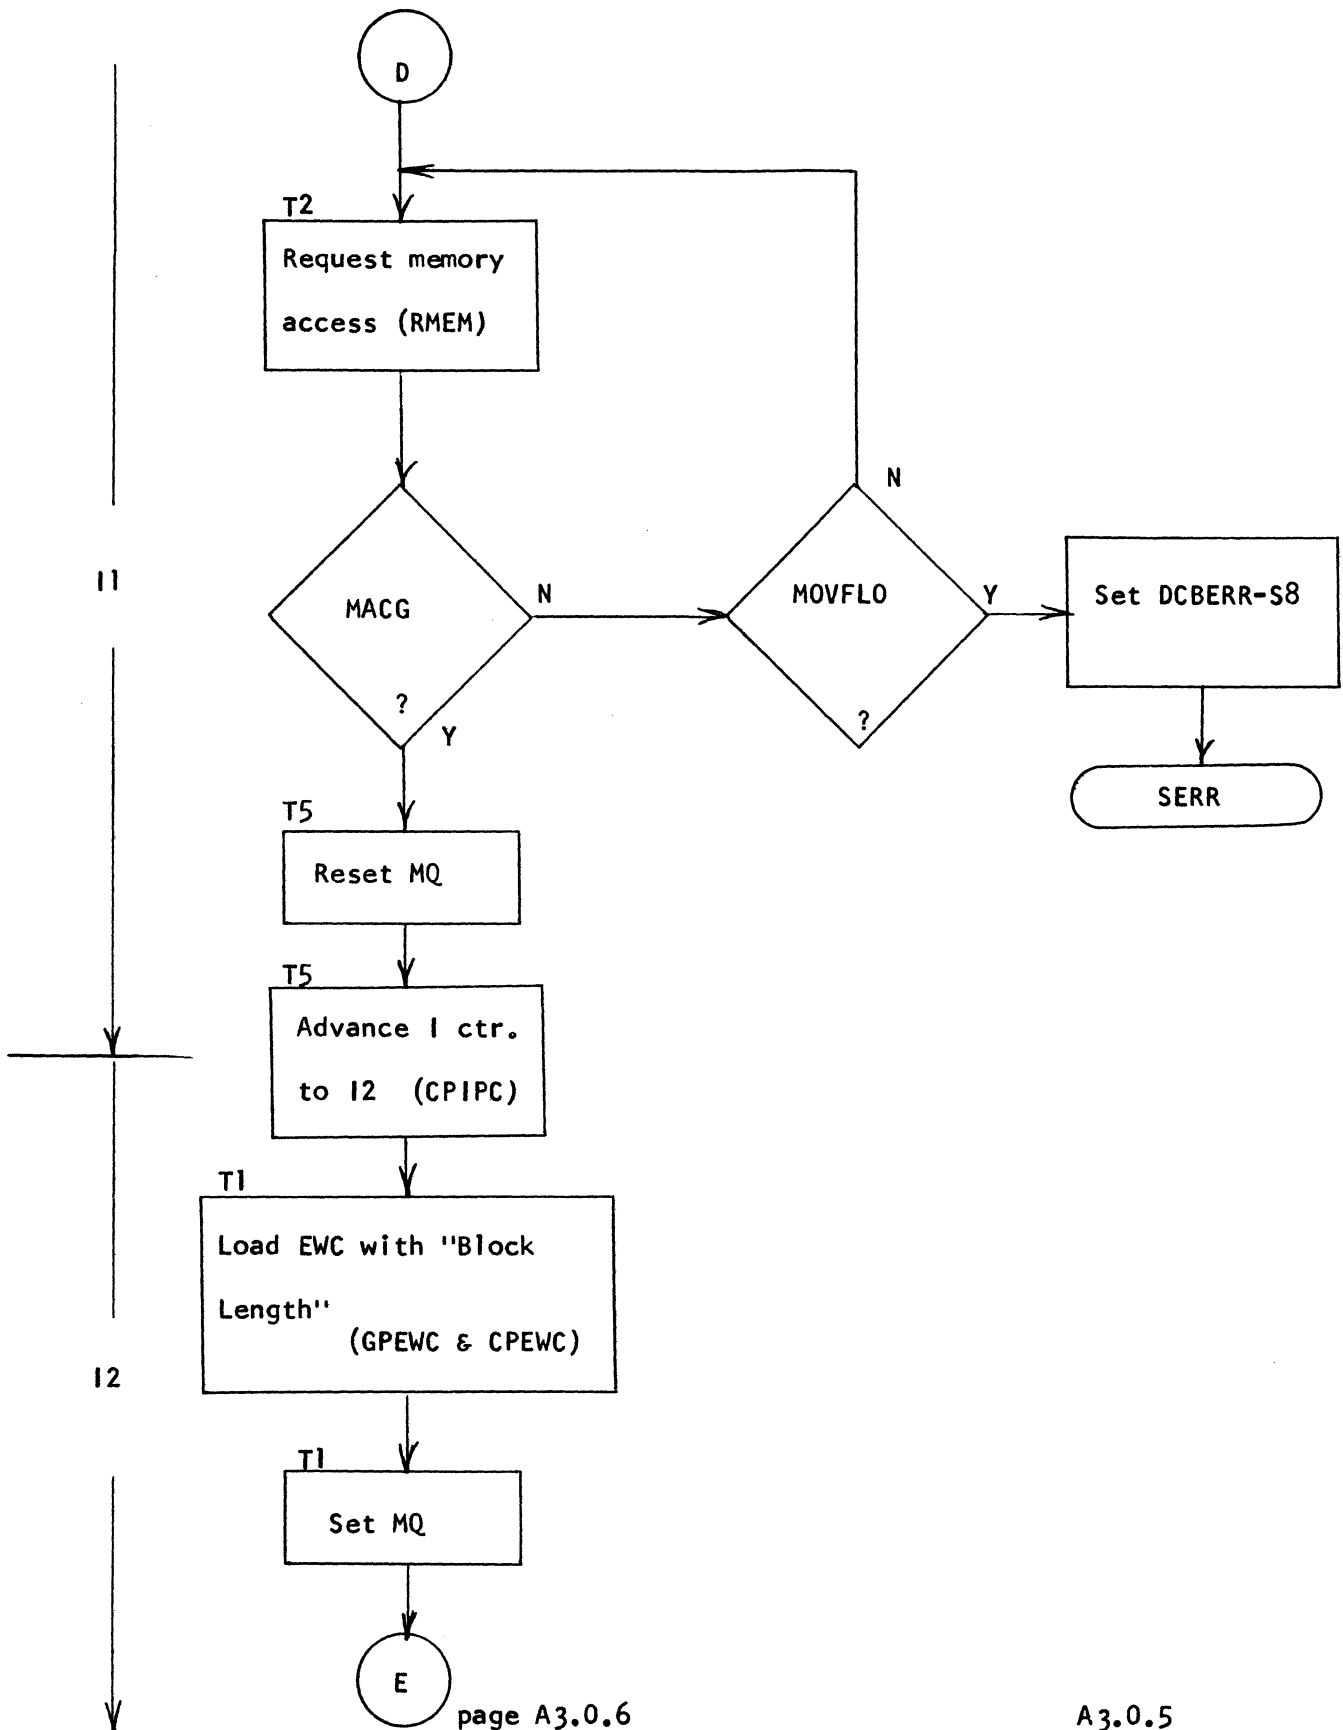 D
T2
Request memory
access (RMEM)
N
I1
MACG
?
N
Y
MOVFLO
?
Y
Set DCBERR-S8
SERR
T5
Reset MQ
T5
Advance I ctr.
to I2 (CPIPC)
T1
Load EWC with "Block
Length"
(GPEWC & CPEWC)
I2
T1
Set MQ
E
page A3.0.6
A3.0.5